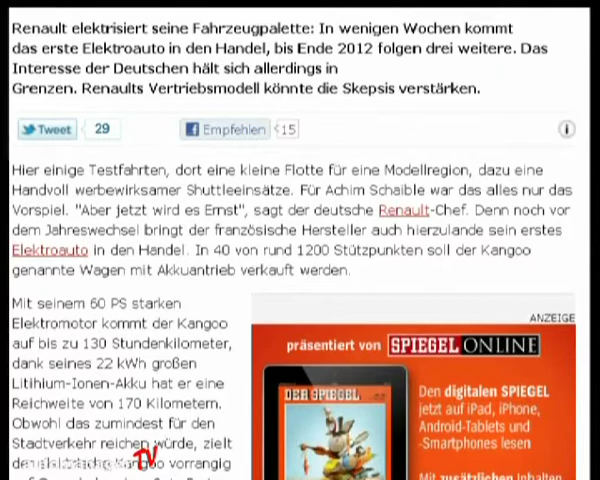 Renault elektrisiert seine Fahrzeugpalette: In wenigen Wochen kommt
das erste Elektroauto in den Handel, bis Ende 2012 folgen drei weitere. Das
Interesse der Deutschen hält sich allerdings in
Grenzen. Renaults Vertriebsmodell könnte die Skepsis verstärken.
Tweet 29 Empfehlen 15 i
Hier einige Testfahrten, dort eine kleine Flotte für eine Modellregion, dazu eine
Handvoll werbewirksamer Shuttleeinsätze. Für Achim Schaible war das alles nur das
Vorspiel. "Aber jetzt wird es Ernst", sagt der deutsche Renault-Chef. Denn noch vor
dem Jahreswechsel bringt der französische Hersteller auch hierzulande sein erstes
Elektroauto in den Handel. In 40 von rund 1200 Stützpunkten soll der Kangoo
genannte Wagen mit Akkuantrieb verkauft werden.
Mit seinem 60 PS starken
Elektromotor kommt der Kangoo
auf bis zu 130 Stundenkilometer,
dank seines 22 kWh großen
Litihium-Ionen-Akku hat er eine
Reichweite von 170 Kilometern.
Obwohl das zumindest für den
Stadtverkehr reichen würde, zielt
vorrangig
TV
ANZEIGE
präsentiert von SPIEGEL ONLINE
DER SPIEGEL
Den digitalen SPIEGEL
jetzt auf iPad, iPhone,
Android-Tablets und
-Smartphones lesen
Mit zusätzlichen Inhalten